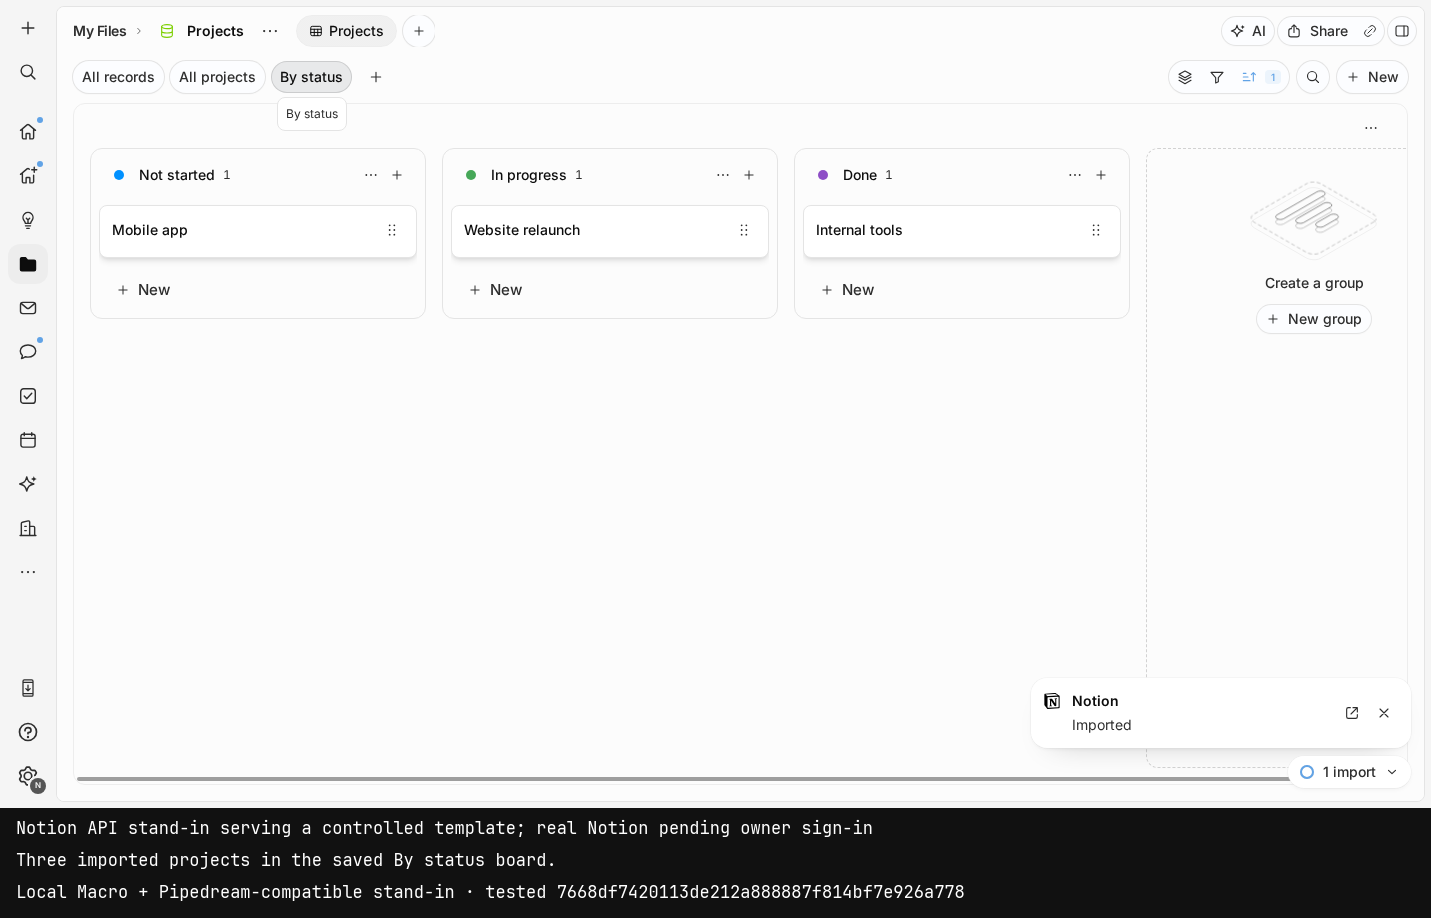 My Files
Projects
Projects
AI
Share
All records
All projects
By status
1
New
By status
Not started 1
In progress 1
Done 1
Mobile app
Website relaunch
Internal tools
New
New
New
Create a group
New group
Notion
Imported
1 import
N
Notion API stand-in serving a controlled template; real Notion pending owner sign-in
Three imported projects in the saved By status board.
Local Macro + Pipedream-compatible stand-in · tested 7668df7420113de212a888887f814bf7e926a778